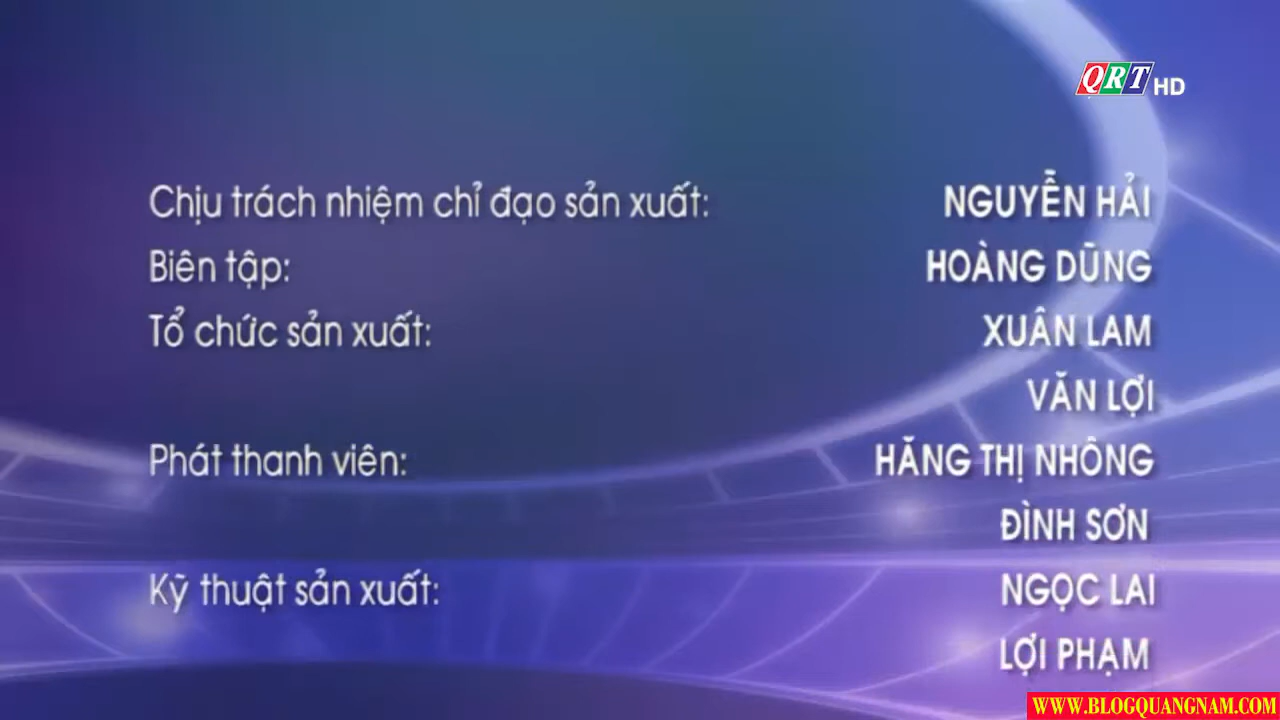 QRT HD
Chịu trách nhiệm chỉ đạo sản xuất: NGUYỄN HẢI
Biên tập: HOÀNG DŨNG
Tổ chức sản xuất: XUÂN LAM
VĂN LỢI
Phát thanh viên: HĂNG THỊ NHÔNG
ĐÌNH SƠN
Kỹ thuật sản xuất: NGỌC LAI
LỢI PHẠM
WWW.BLOGQUANGNAM.COM